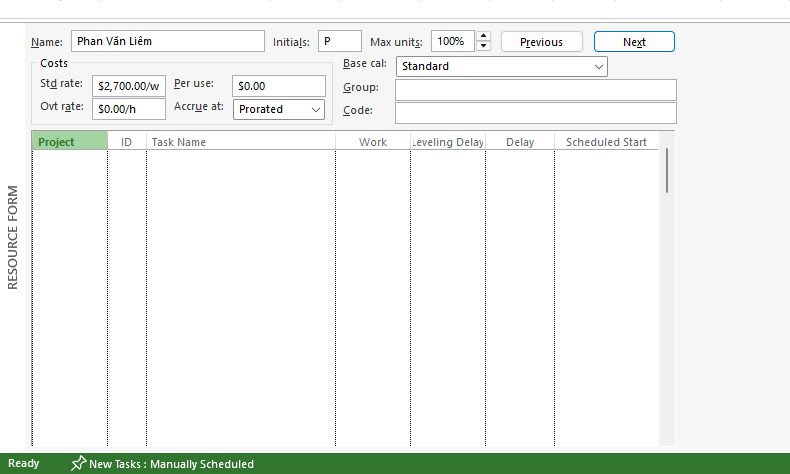 Name: Phan Văn Liêm Initials: P Max units: 100% Previous Next
Costs
Base cal: Standard
Std rate: $2,700.00/w Per use: $0.00
Group:
Ovt rate: $0.00/h Accrue at: Prorated
Code:
Project ID Task Name Work Leveling Delay Delay Scheduled Start
RESOURCE FORM
Ready New Tasks : Manually Scheduled